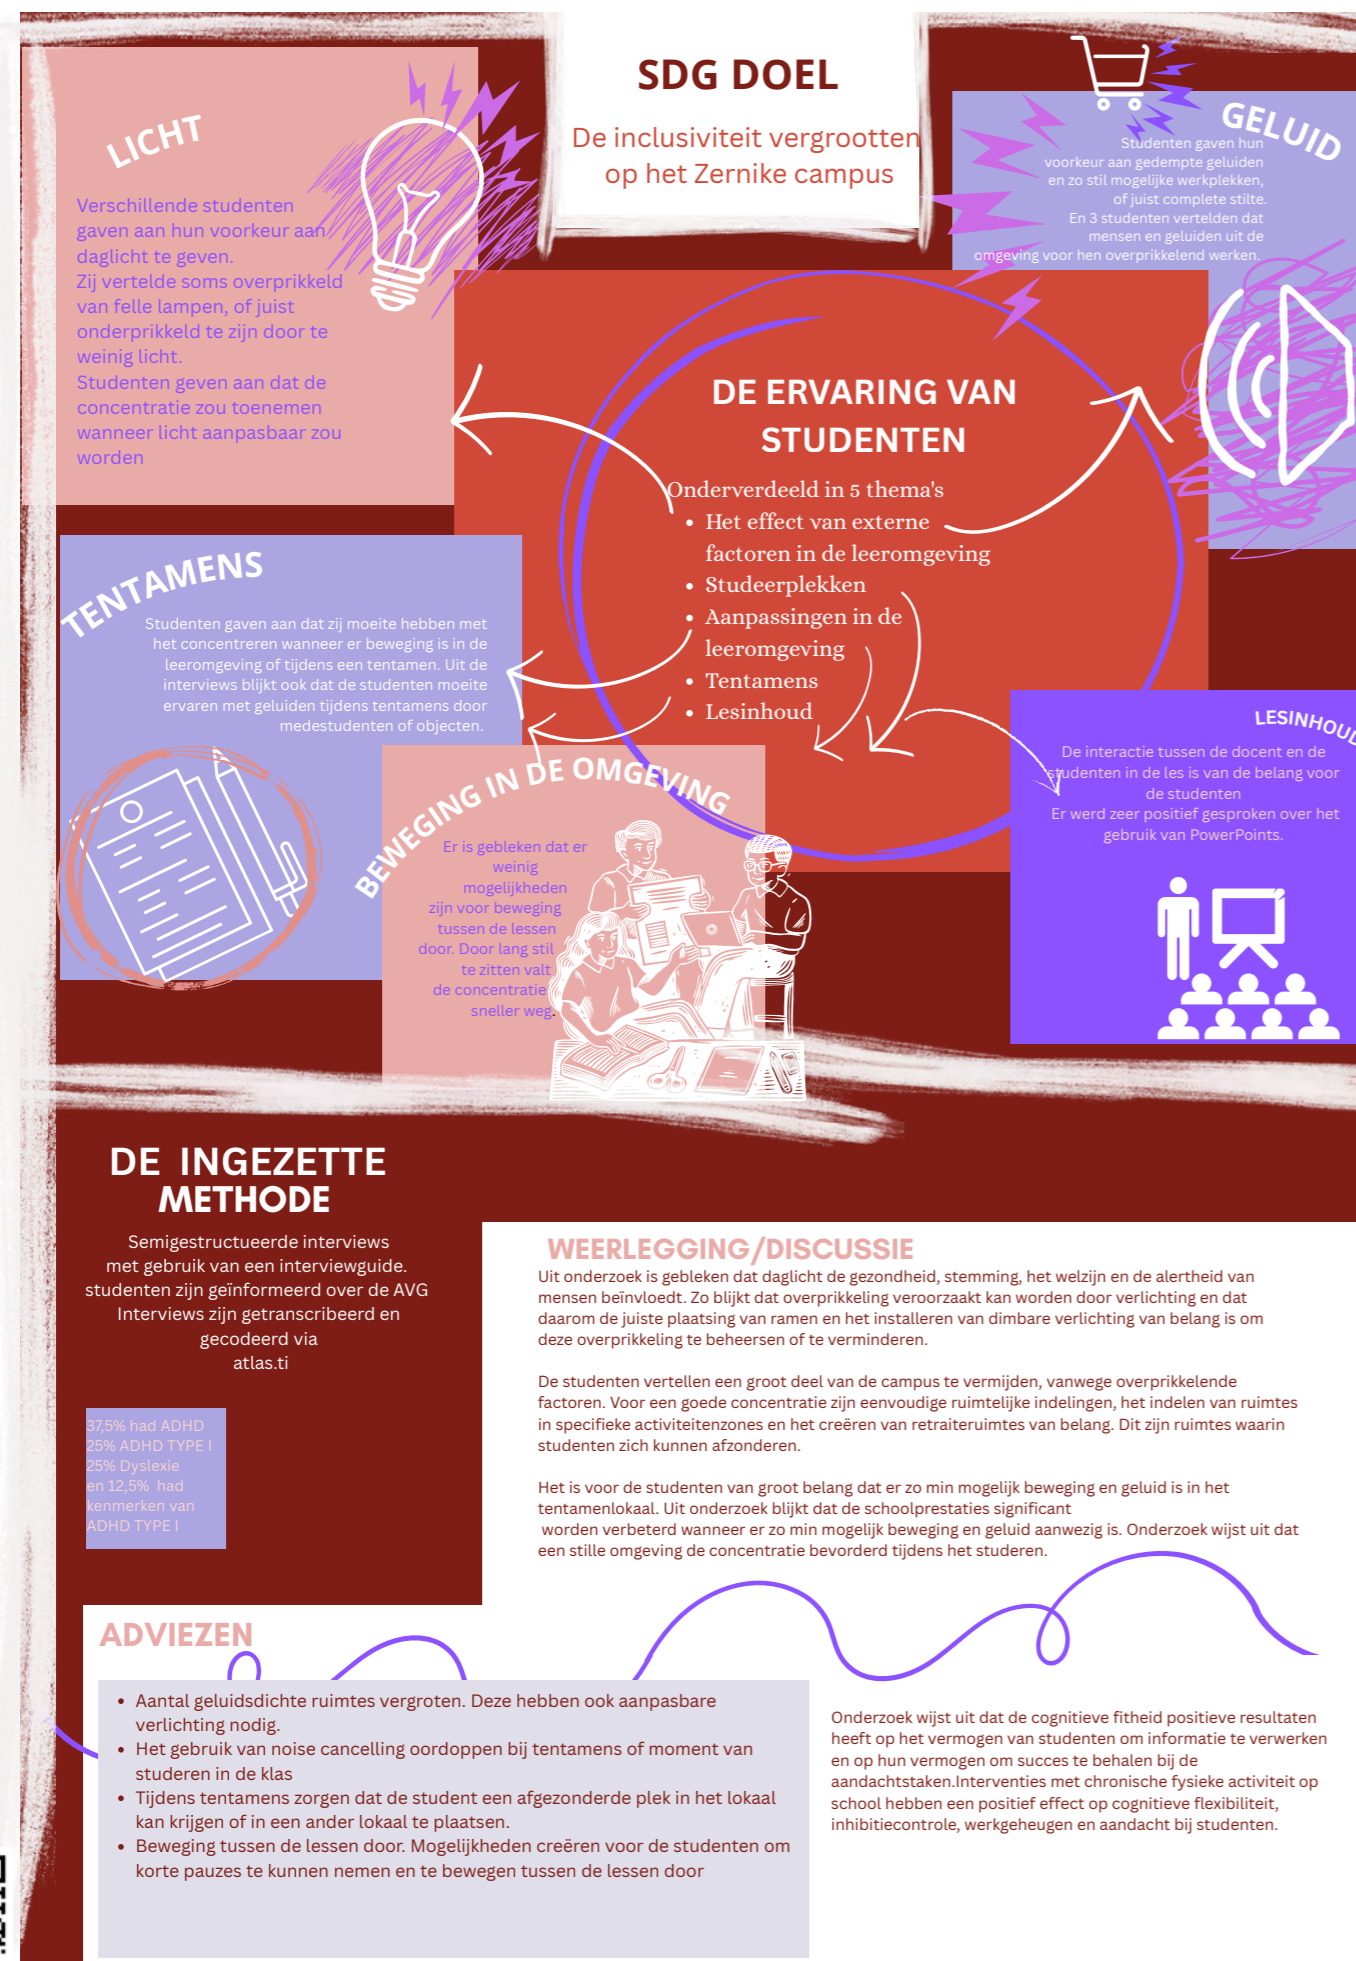 SDG DOEL
De inclusiviteit vergrootten
op het Zernike campus
LICHT
Verschillende studenten
gaven aan hun voorkeur aan
daglicht te geven.
Zij vertelde soms overprikkeld
van felle lampen, of juist
onderprikkeld te zijn door te
weinig licht.
Studenten geven aan dat de
concentratie zou toenemen
wanneer licht aanpasbaar zou
worden
GELUID
Studenten gaven hun
voorkeur aan gedempte geluiden
en zo stil mogelijke werkplekken,
of juist complete stilte.
En 3 studenten vertelden dat
mensen en geluiden uit de
omgeving voor hen overprikkelend werken.
DE ERVARING VAN
STUDENTEN
Onderverdeeld in 5 thema's
• Het effect van externe
factoren in de leeromgeving
• Studeerplekken
• Aanpassingen in de
leeromgeving
• Tentamens
• Lesinhoud
TENTAMENS
Studenten gaven aan dat zij moeite hebben met
het concentreren wanneer er beweging is in de
leeromgeving of tijdens een tentamen. Uit de
interviews blijkt ook dat de studenten moeite
ervaren met geluiden tijdens tentamens door
medestudenten of objecten.
BEWEGING IN DE OMGEVING
Er is gebleken dat er
weinig
mogelijkheden
zijn voor beweging
tussen de lessen
door. Door lang stil
te zitten valt
de concentratie
sneller weg.
LESINHOUD
De interactie tussen de docent en de
studenten in de les is van de belang voor
de studenten
Er werd zeer positief gesproken over het
gebruik van PowerPoints.
DE INGEZETTE
METHODE
Semigestructueerde interviews
met gebruik van een interviewguide.
studenten zijn geïnformeerd over de AVG
Interviews zijn getranscribeerd en
gecodeerd via
atlas.ti
37,5% had ADHD
25% ADHD TYPE I
25% Dyslexie
en 12,5% had
kenmerken van
ADHD TYPE I
WEERLEGGING/DISCUSSIE
Uit onderzoek is gebleken dat daglicht de gezondheid, stemming, het welzijn en de alertheid van
mensen beïnvloedt. Zo blijkt dat overprikkeling veroorzaakt kan worden door verlichting en dat
daarom de juiste plaatsing van ramen en het installeren van dimbare verlichting van belang is om
deze overprikkeling te beheersen of te verminderen.
De studenten vertellen een groot deel van de campus te vermijden, vanwege overprikkelende
factoren. Voor een goede concentratie zijn eenvoudige ruimtelijke indelingen, het indelen van ruimtes
in specifieke activiteitenzones en het creëren van retraiteruimtes van belang. Dit zijn ruimtes waarin
studenten zich kunnen afzonderen.
Het is voor de studenten van groot belang dat er zo min mogelijk beweging en geluid is in het
tentamenlokaal. Uit onderzoek blijkt dat de schoolprestaties significant
worden verbeterd wanneer er zo min mogelijk beweging en geluid aanwezig is. Onderzoek wijst uit dat
een stille omgeving de concentratie bevorderd tijdens het studeren.
ADVIEZEN
• Aantal geluidsdichte ruimtes vergroten. Deze hebben ook aanpasbare
verlichting nodig.
• Het gebruik van noise cancelling oordoppen bij tentamens of moment van
studeren in de klas
• Tijdens tentamens zorgen dat de student een afgezonderde plek in het lokaal
kan krijgen of in een ander lokaal te plaatsen.
• Beweging tussen de lessen door. Mogelijkheden creëren voor de studenten om
korte pauzes te kunnen nemen en te bewegen tussen de lessen door
Onderzoek wijst uit dat de cognitieve fitheid positieve resultaten
heeft op het vermogen van studenten om informatie te verwerken
en op hun vermogen om succes te behalen bij de
aandachtstaken.Interventies met chronische fysieke activiteit op
school hebben een positief effect op cognitieve flexibiliteit,
inhibitiecontrole, werkgeheugen en aandacht bij studenten.